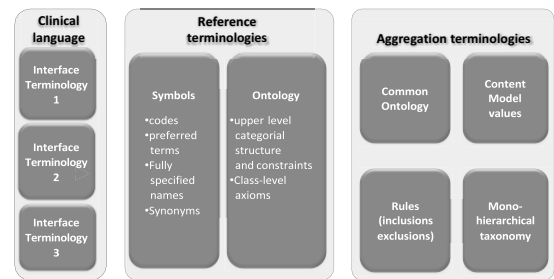 Clinical
language
Interface
Terminology
1
Interface
Terminology
2
Interface
Terminology
3
Reference
terminologies
Symbols
•codes
•preferred
terms
•Fully
specified
names
•Synonyms
Ontology
•upper level
categorial
structure
and constraints
•Class-level
axioms
Aggregation terminologies
Common
Ontology
Content
Model
values
Rules
(inclusions
exclusions)
Mono-
hierarchical
taxonomy